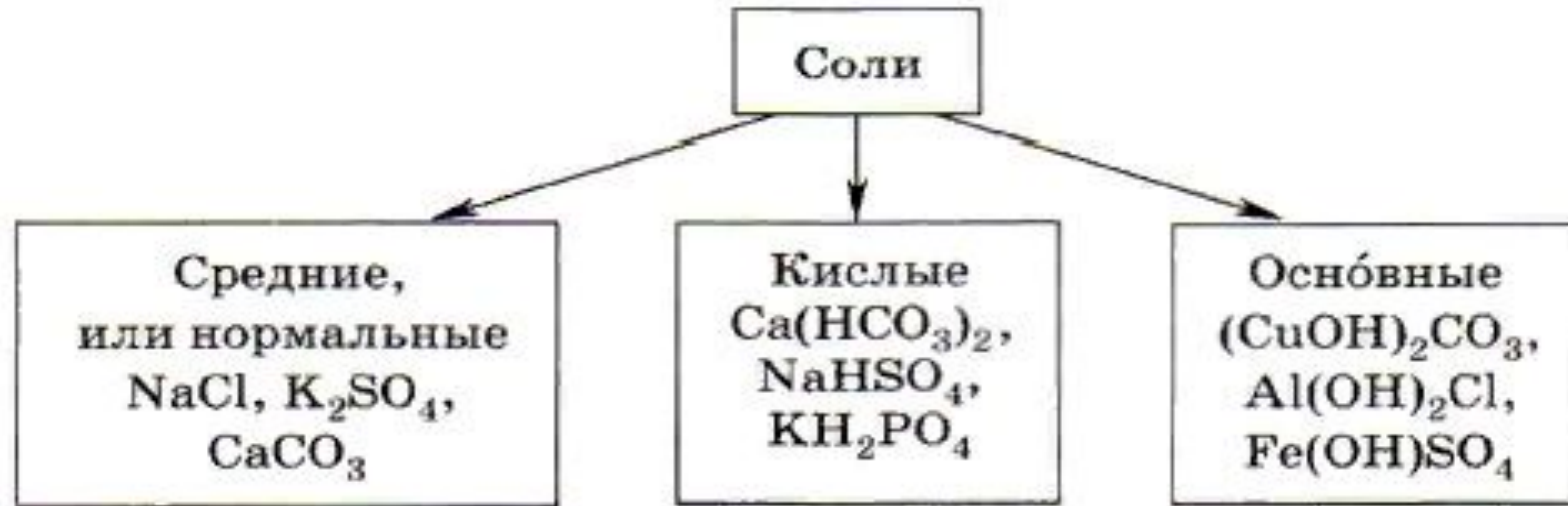 Соли
Средние,
или нормальные
NaCl, K₂SO₄,
CaCO₃
Кислые
Ca(HCO₃)₂,
NaHSO₄,
KH₂PO₄
Осно́вные
(CuOH)₂CO₃,
Al(OH)₂Cl,
Fe(OH)SO₄